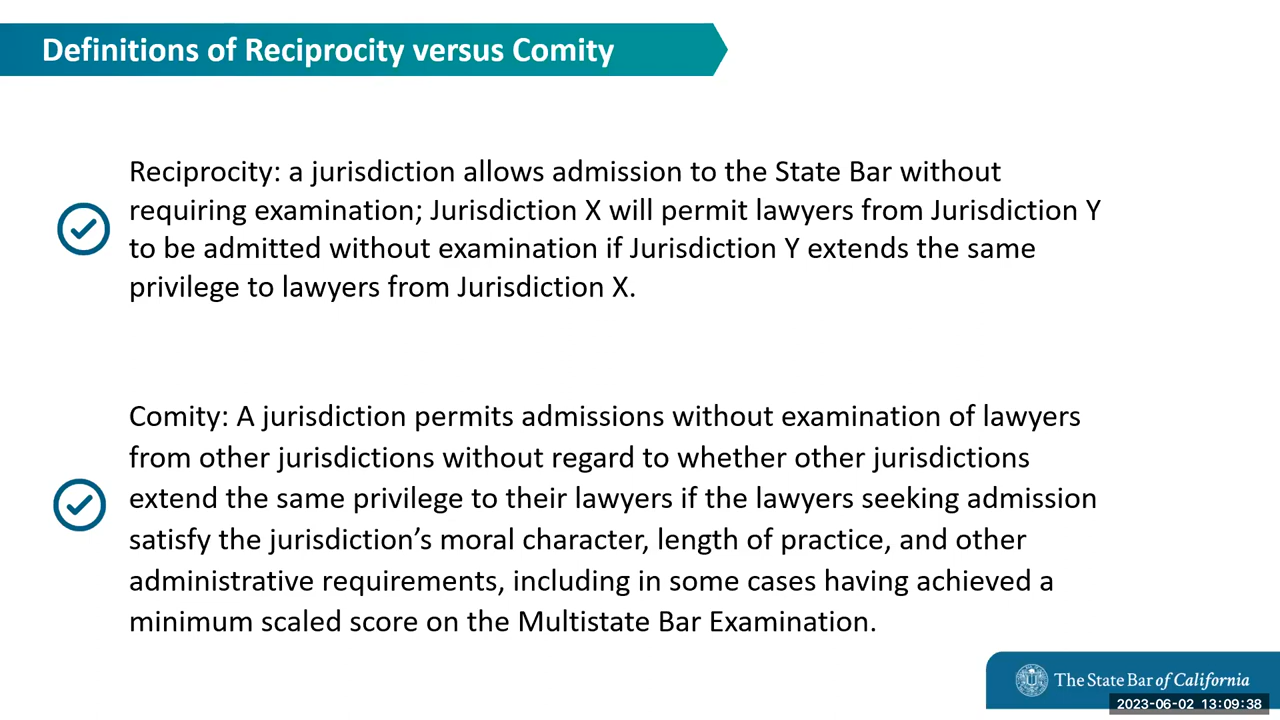 Definitions of Reciprocity versus Comity
Reciprocity: a jurisdiction allows admission to the State Bar without
requiring examination; Jurisdiction X will permit lawyers from Jurisdiction Y
to be admitted without examination if Jurisdiction Y extends the same
privilege to lawyers from Jurisdiction X.
Comity: A jurisdiction permits admissions without examination of lawyers
from other jurisdictions without regard to whether other jurisdictions
extend the same privilege to their lawyers if the lawyers seeking admission
satisfy the jurisdiction’s moral character, length of practice, and other
administrative requirements, including in some cases having achieved a
minimum scaled score on the Multistate Bar Examination.
The State Bar of California
2023-06-02 13:09:38